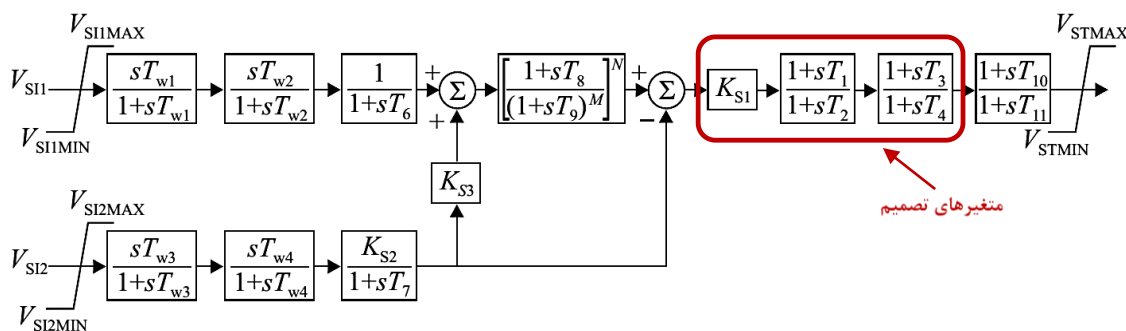 V_SI1MAX
V_SI1
V_SI1MIN
sT_w1
1+sT_w1
sT_w2
1+sT_w2
1
1+sT_6
+
+
Σ
[1+sT_8
(1+sT_9)^M]^N
+
−
Σ
K_S1
1+sT_1
1+sT_2
1+sT_3
1+sT_4
1+sT_10
1+sT_11
V_STMAX
V_STMIN
K_S3
متغیرهای تصمیم
V_SI2MAX
V_SI2
V_SI2MIN
sT_w3
1+sT_w3
sT_w4
1+sT_w4
K_S2
1+sT_7